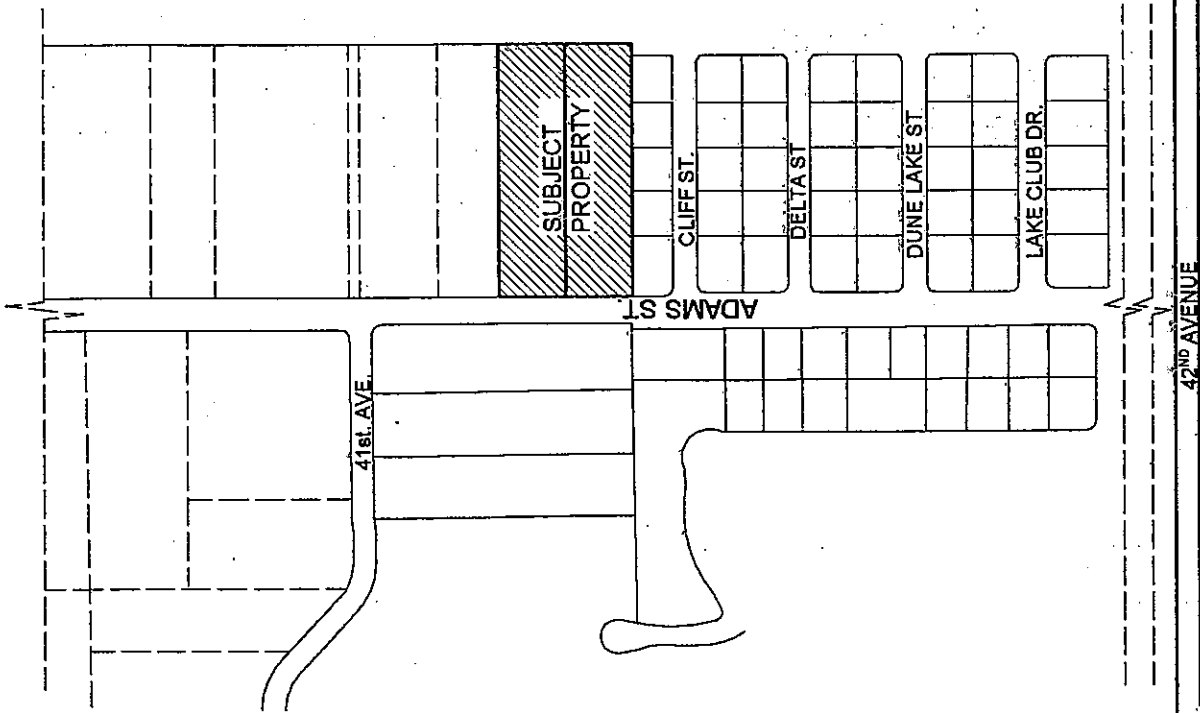 SUBJECT
PROPERTY
CLIFF ST.
DELTA ST
DUNE LAKE ST.
LAKE CLUB DR.
ADAMS ST.
41st. AVE.
42ND AVENUE